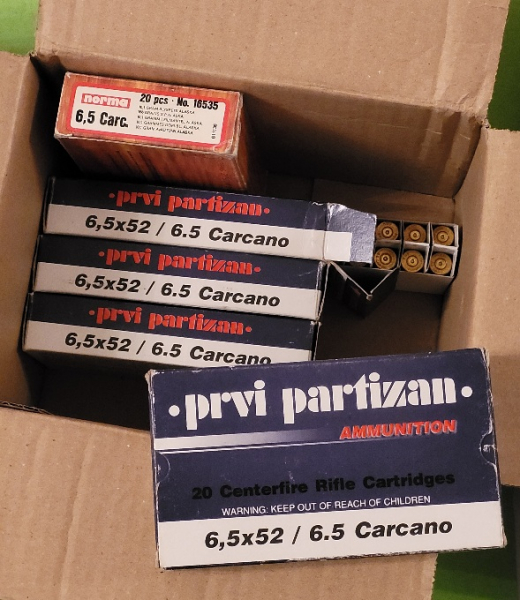 norma
20 pcs · No. 16535
6,5 Carc.
·prvi partizan·
6,5x52 / 6.5 Carcano
·prvi partizan·
6,5x52 / 6.5 Carcano
·prvi partizan·
6,5x52 / 6.5 Carcano
·prvi partizan·
AMMUNITION
20 Centerfire Rifle Cartridges
WARNING: KEEP OUT OF REACH OF CHILDREN
6,5x52 / 6.5 Carcano